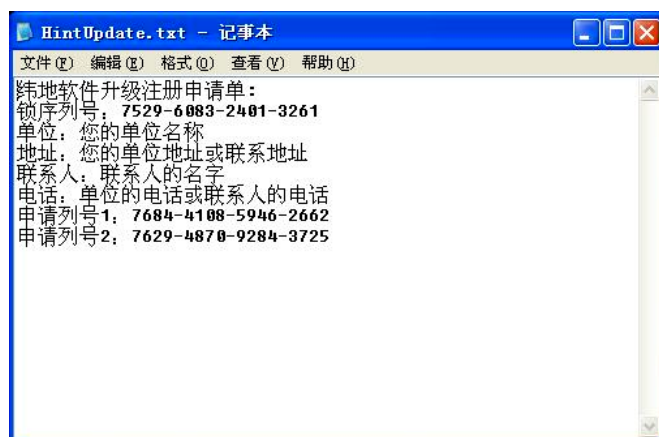 HintUpdate.txt - 记事本
文件(F) 编辑(E) 格式(O) 查看(V) 帮助(H)
纬地软件升级注册申请单:
锁序列号：7529-6083-2401-3261
单位：您的单位名称
地址：您的单位地址或联系地址
联系人：联系人的名字
电话：单位的电话或联系人的电话
申请列号1：7684-4108-5946-2662
申请列号2：7629-4870-9284-3725